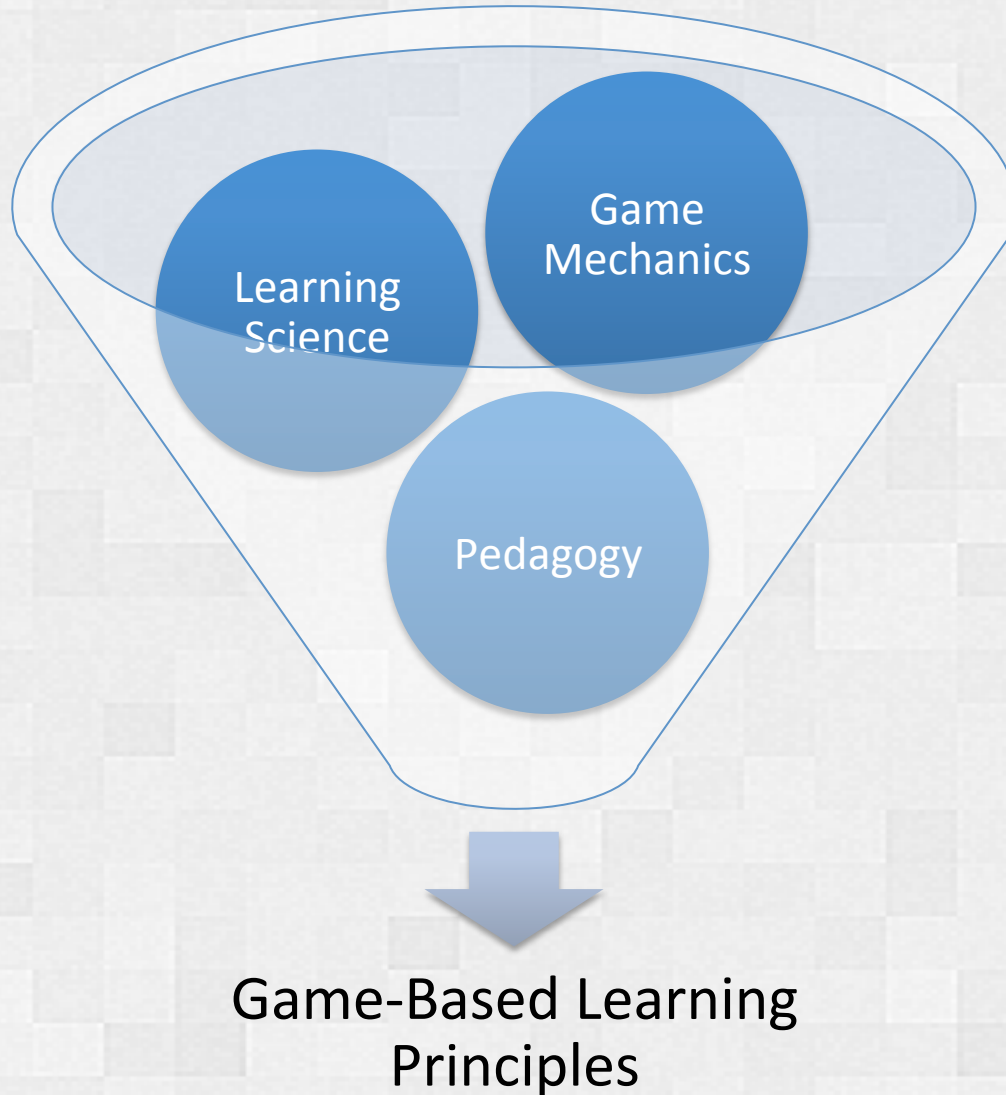 Game
Mechanics
Learning
Science
Pedagogy
Game-Based Learning
Principles